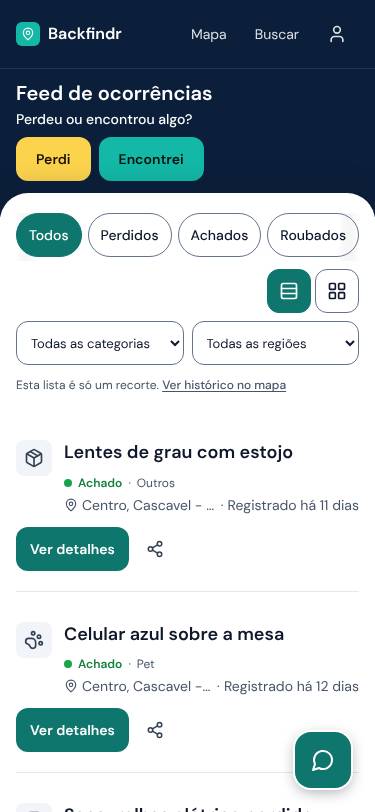 Backfindr
Mapa
Buscar
Feed de ocorrências
Perdeu ou encontrou algo?
Perdi
Encontrei
Todos
Perdidos
Achados
Roubados
Todas as categorias
Todas as regiões
Esta lista é só um recorte. Ver histórico no mapa
Lentes de grau com estojo
Achado · Outros
Centro, Cascavel - ... · Registrado há 11 dias
Ver detalhes
Celular azul sobre a mesa
Achado · Pet
Centro, Cascavel -... · Registrado há 12 dias
Ver detalhes